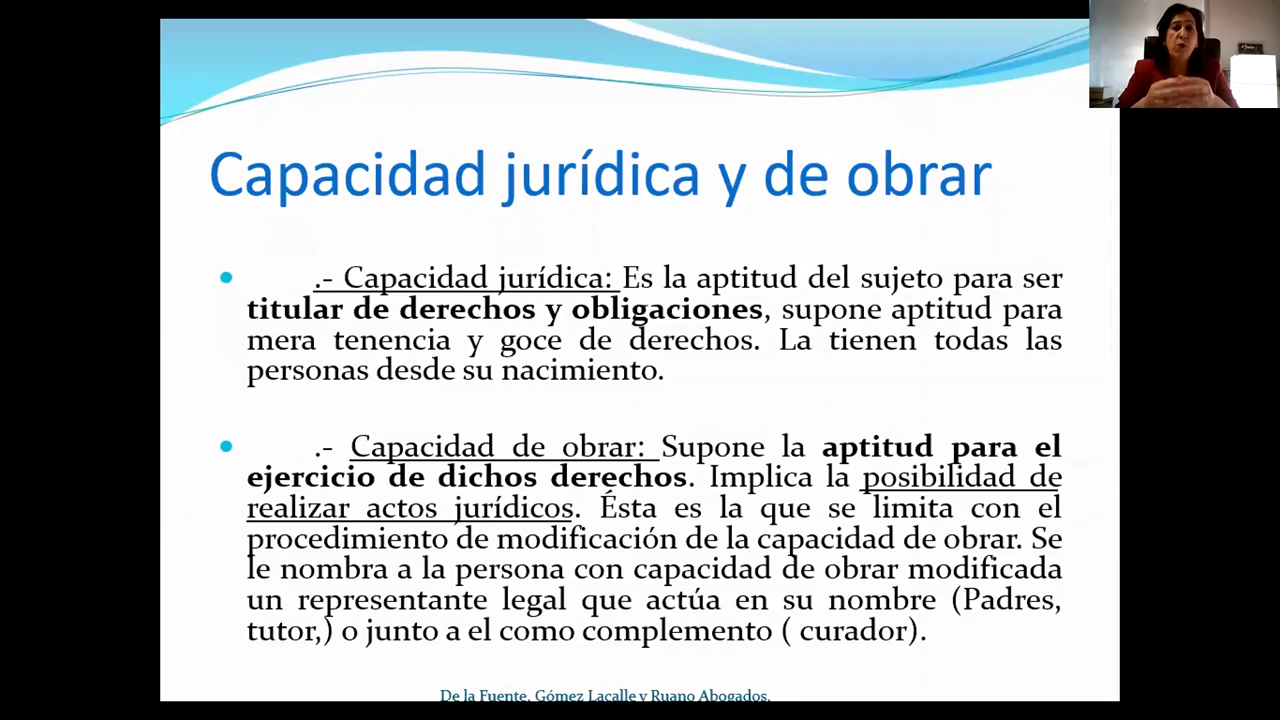 Capacidad jurídica y de obrar
.- Capacidad jurídica: Es la aptitud del sujeto para ser
titular de derechos y obligaciones, supone aptitud para
mera tenencia y goce de derechos. La tienen todas las
personas desde su nacimiento.
.- Capacidad de obrar: Supone la aptitud para el
ejercicio de dichos derechos. Implica la posibilidad de
realizar actos jurídicos. Ésta es la que se limita con el
procedimiento de modificación de la capacidad de obrar. Se
le nombra a la persona con capacidad de obrar modificada
un representante legal que actúa en su nombre (Padres,
tutor,) o junto a el como complemento ( curador).
De la Fuente, Gómez Lacalle y Ruano Abogados.